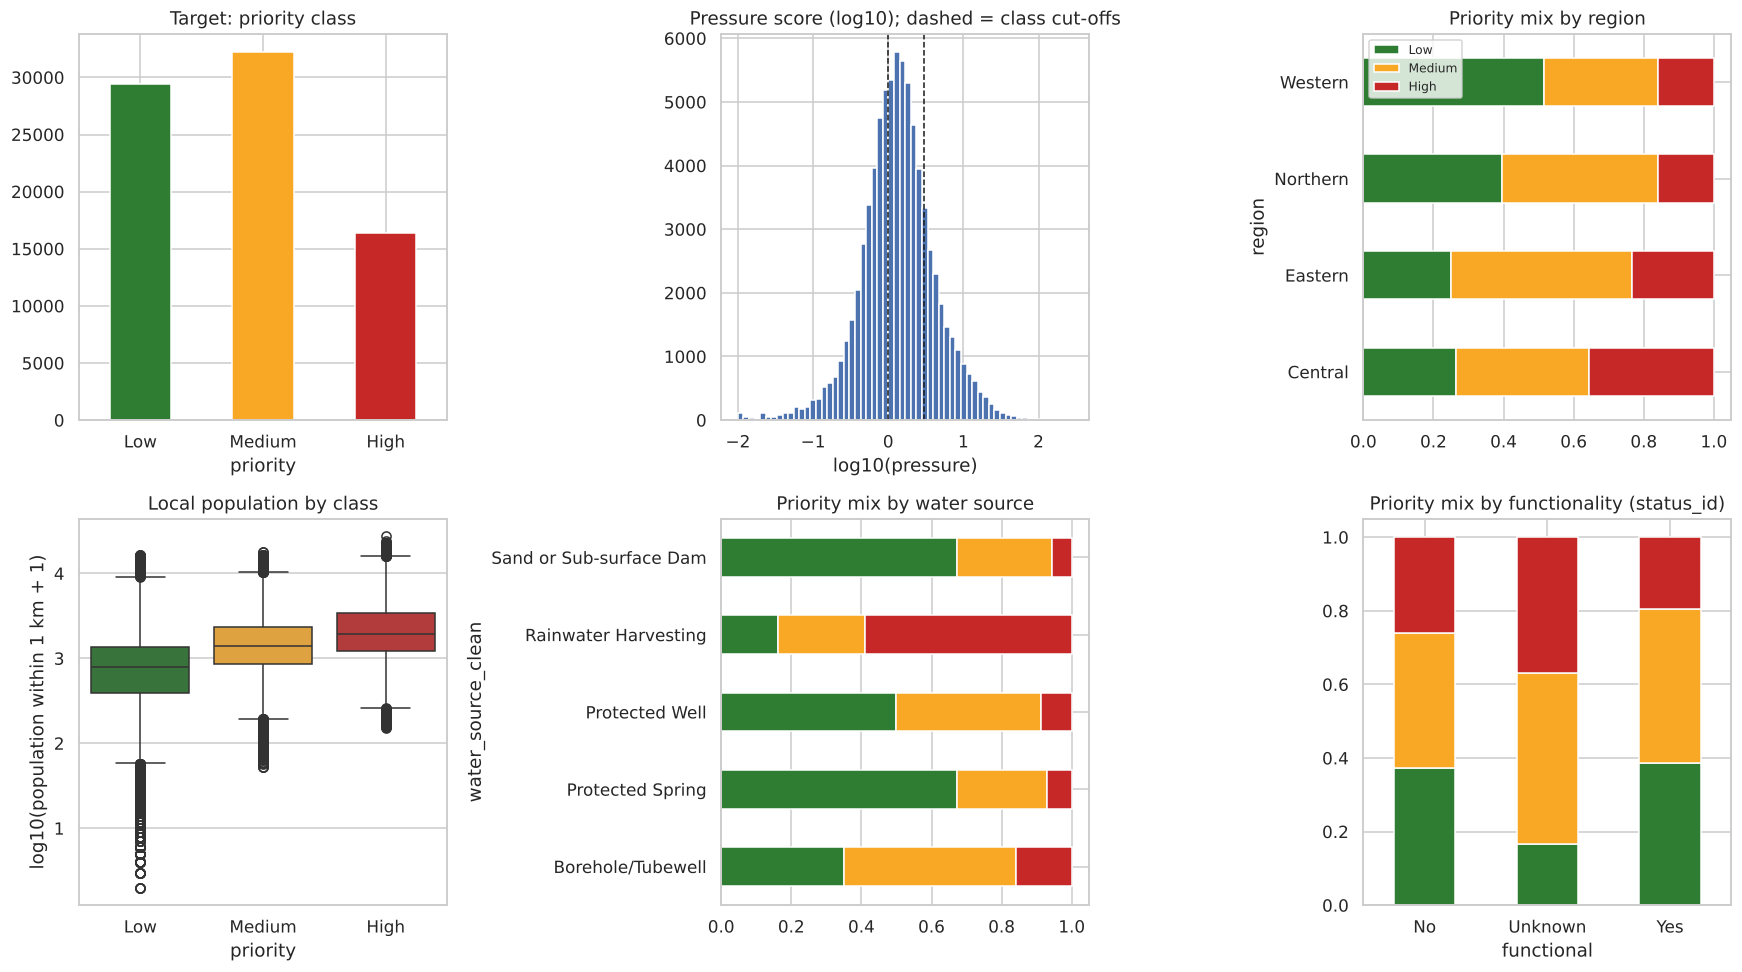 Target: priority class
30000
25000
20000
15000
10000
5000
0
Low
Medium
High
priority
Pressure score (log10); dashed = class cut-offs
6000
5000
4000
3000
2000
1000
0
−2
−1
0
1
2
log10(pressure)
Priority mix by region
Low
Medium
High
region
Western
Northern
Eastern
Central
0.0
0.2
0.4
0.6
0.8
1.0
Local population by class
log10(population within 1 km + 1)
4
3
2
1
Low
Medium
High
priority
Priority mix by water source
water_source_clean
Sand or Sub-surface Dam
Rainwater Harvesting
Protected Well
Protected Spring
Borehole/Tubewell
0.0
0.2
0.4
0.6
0.8
1.0
Priority mix by functionality (status_id)
1.0
0.8
0.6
0.4
0.2
0.0
No
Unknown
Yes
functional